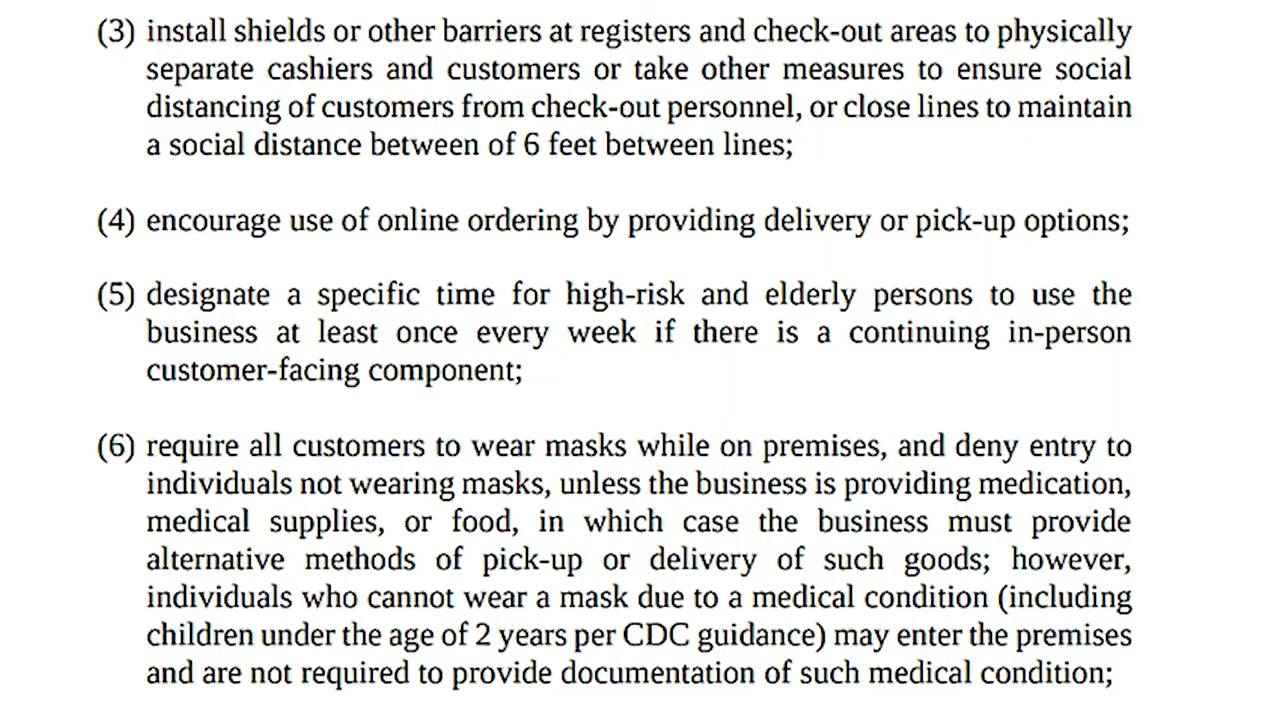 (3) install shields or other barriers at registers and check-out areas to physically
separate cashiers and customers or take other measures to ensure social
distancing of customers from check-out personnel, or close lines to maintain
a social distance between of 6 feet between lines;
(4) encourage use of online ordering by providing delivery or pick-up options;
(5) designate a specific time for high-risk and elderly persons to use the
business at least once every week if there is a continuing in-person
customer-facing component;
(6) require all customers to wear masks while on premises, and deny entry to
individuals not wearing masks, unless the business is providing medication,
medical supplies, or food, in which case the business must provide
alternative methods of pick-up or delivery of such goods; however,
individuals who cannot wear a mask due to a medical condition (including
children under the age of 2 years per CDC guidance) may enter the premises
and are not required to provide documentation of such medical condition;